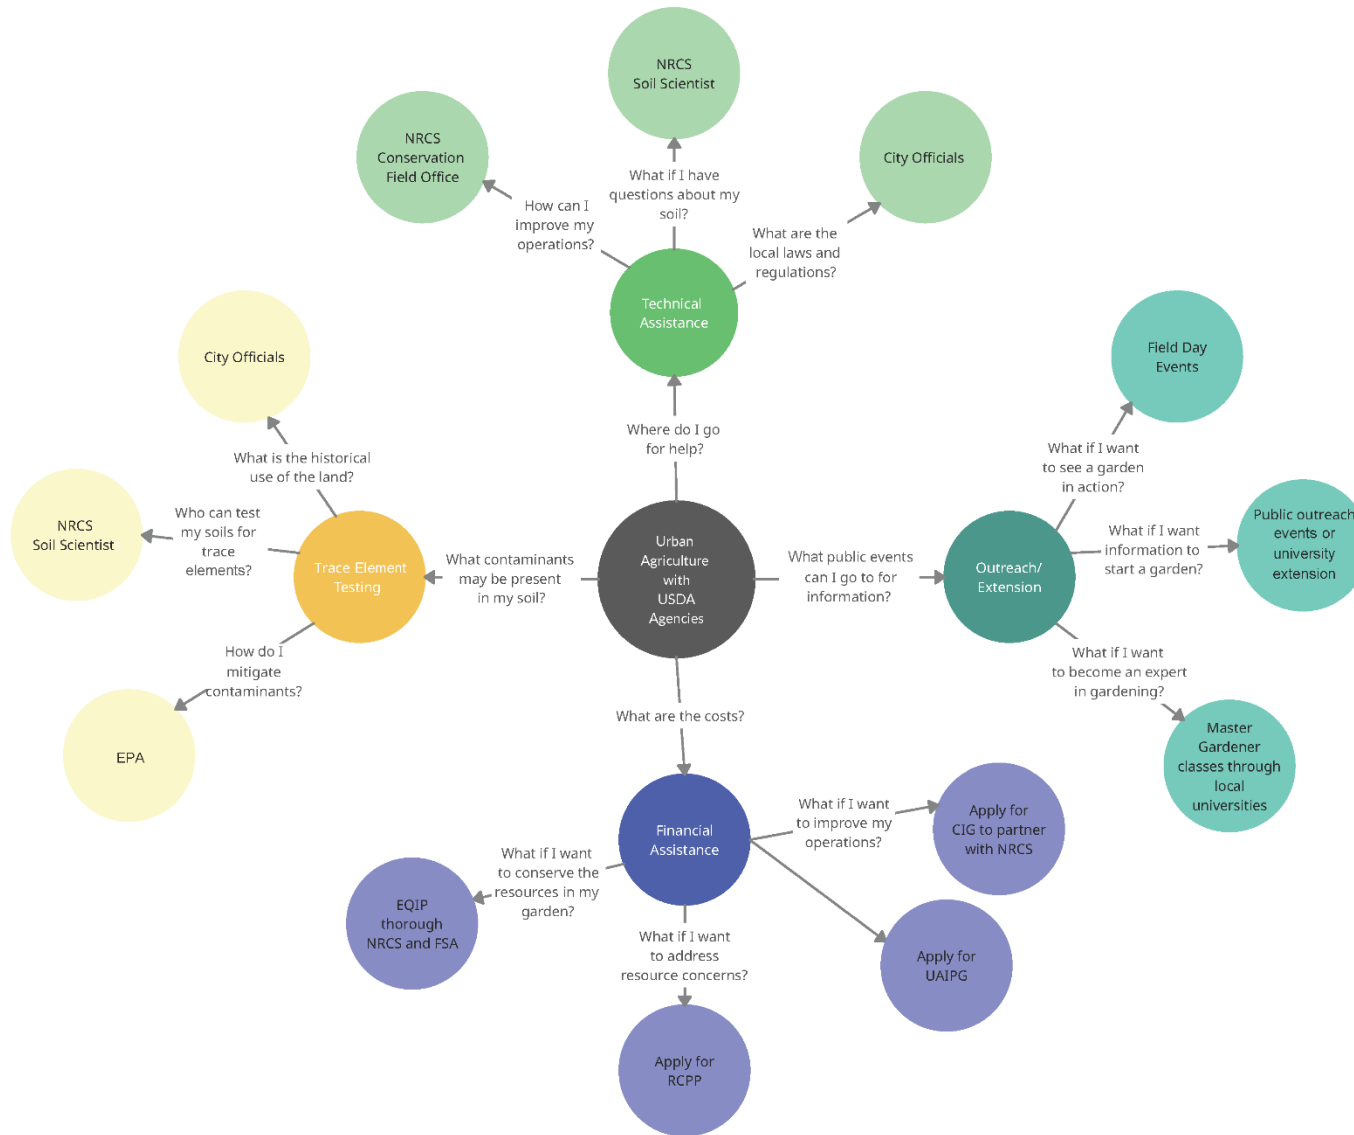 NRCS
Soil Scientist
NRCS
Conservation
Field Office
City Officials
What if I have
questions about my
soil?
How can I
improve my
operations?
What are the
local laws and
regulations?
Technical
Assistance
Where do I go
for help?
City Officials
What is the historical
use of the land?
NRCS
Soil Scientist
Who can test
my soils for
trace
elements?
Trace Element
Testing
What contaminants
may be present
in my soil?
How do I
mitigate
contaminants?
EPA
Urban
Agriculture
with
USDA
Agencies
What public events
can I go to for
information?
Outreach/
Extension
Field Day
Events
What if I want
to see a garden
in action?
What if I want
information to
start a garden?
Public outreach
events or
university
extension
What if I want
to become an expert
in gardening?
Master
Gardener
classes through
local
universities
What are the costs?
Financial
Assistance
What if I want
to improve my
operations?
Apply for
CIG to partner
with NRCS
Apply for
UAIPG
What if I want
to conserve the
resources in my
garden?
EQIP
thorough
NRCS and FSA
What if I want
to address
resource concerns?
Apply for
RCPP